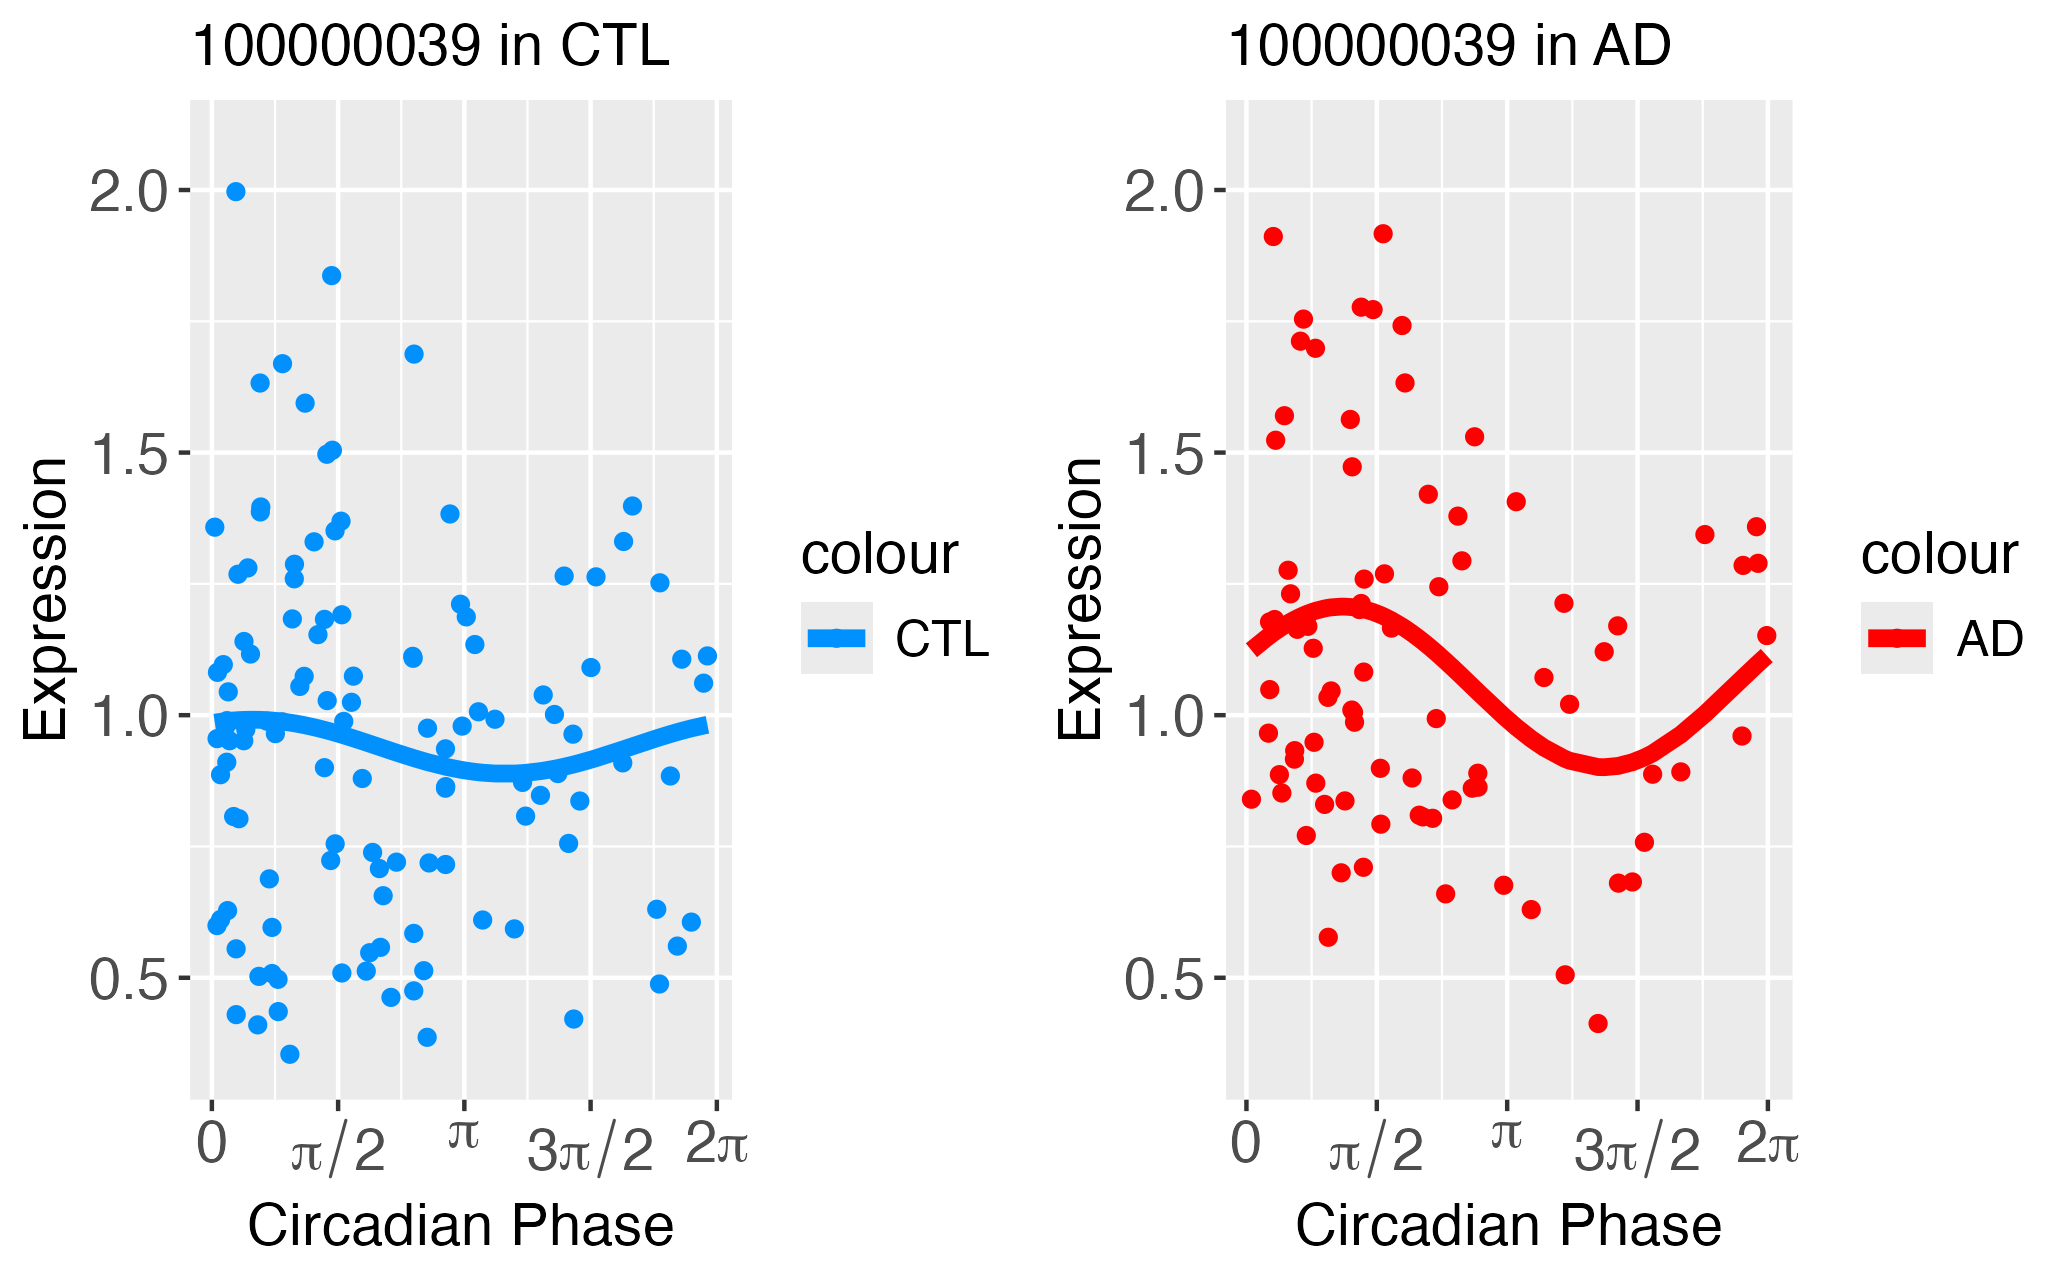 100000039 in CTL
Expression
2.0
1.5
1.0
0.5
0 π/2 π 3π/2 2π
Circadian Phase
colour
CTL
100000039 in AD
Expression
2.0
1.5
1.0
0.5
0 π/2 π 3π/2 2π
Circadian Phase
colour
AD